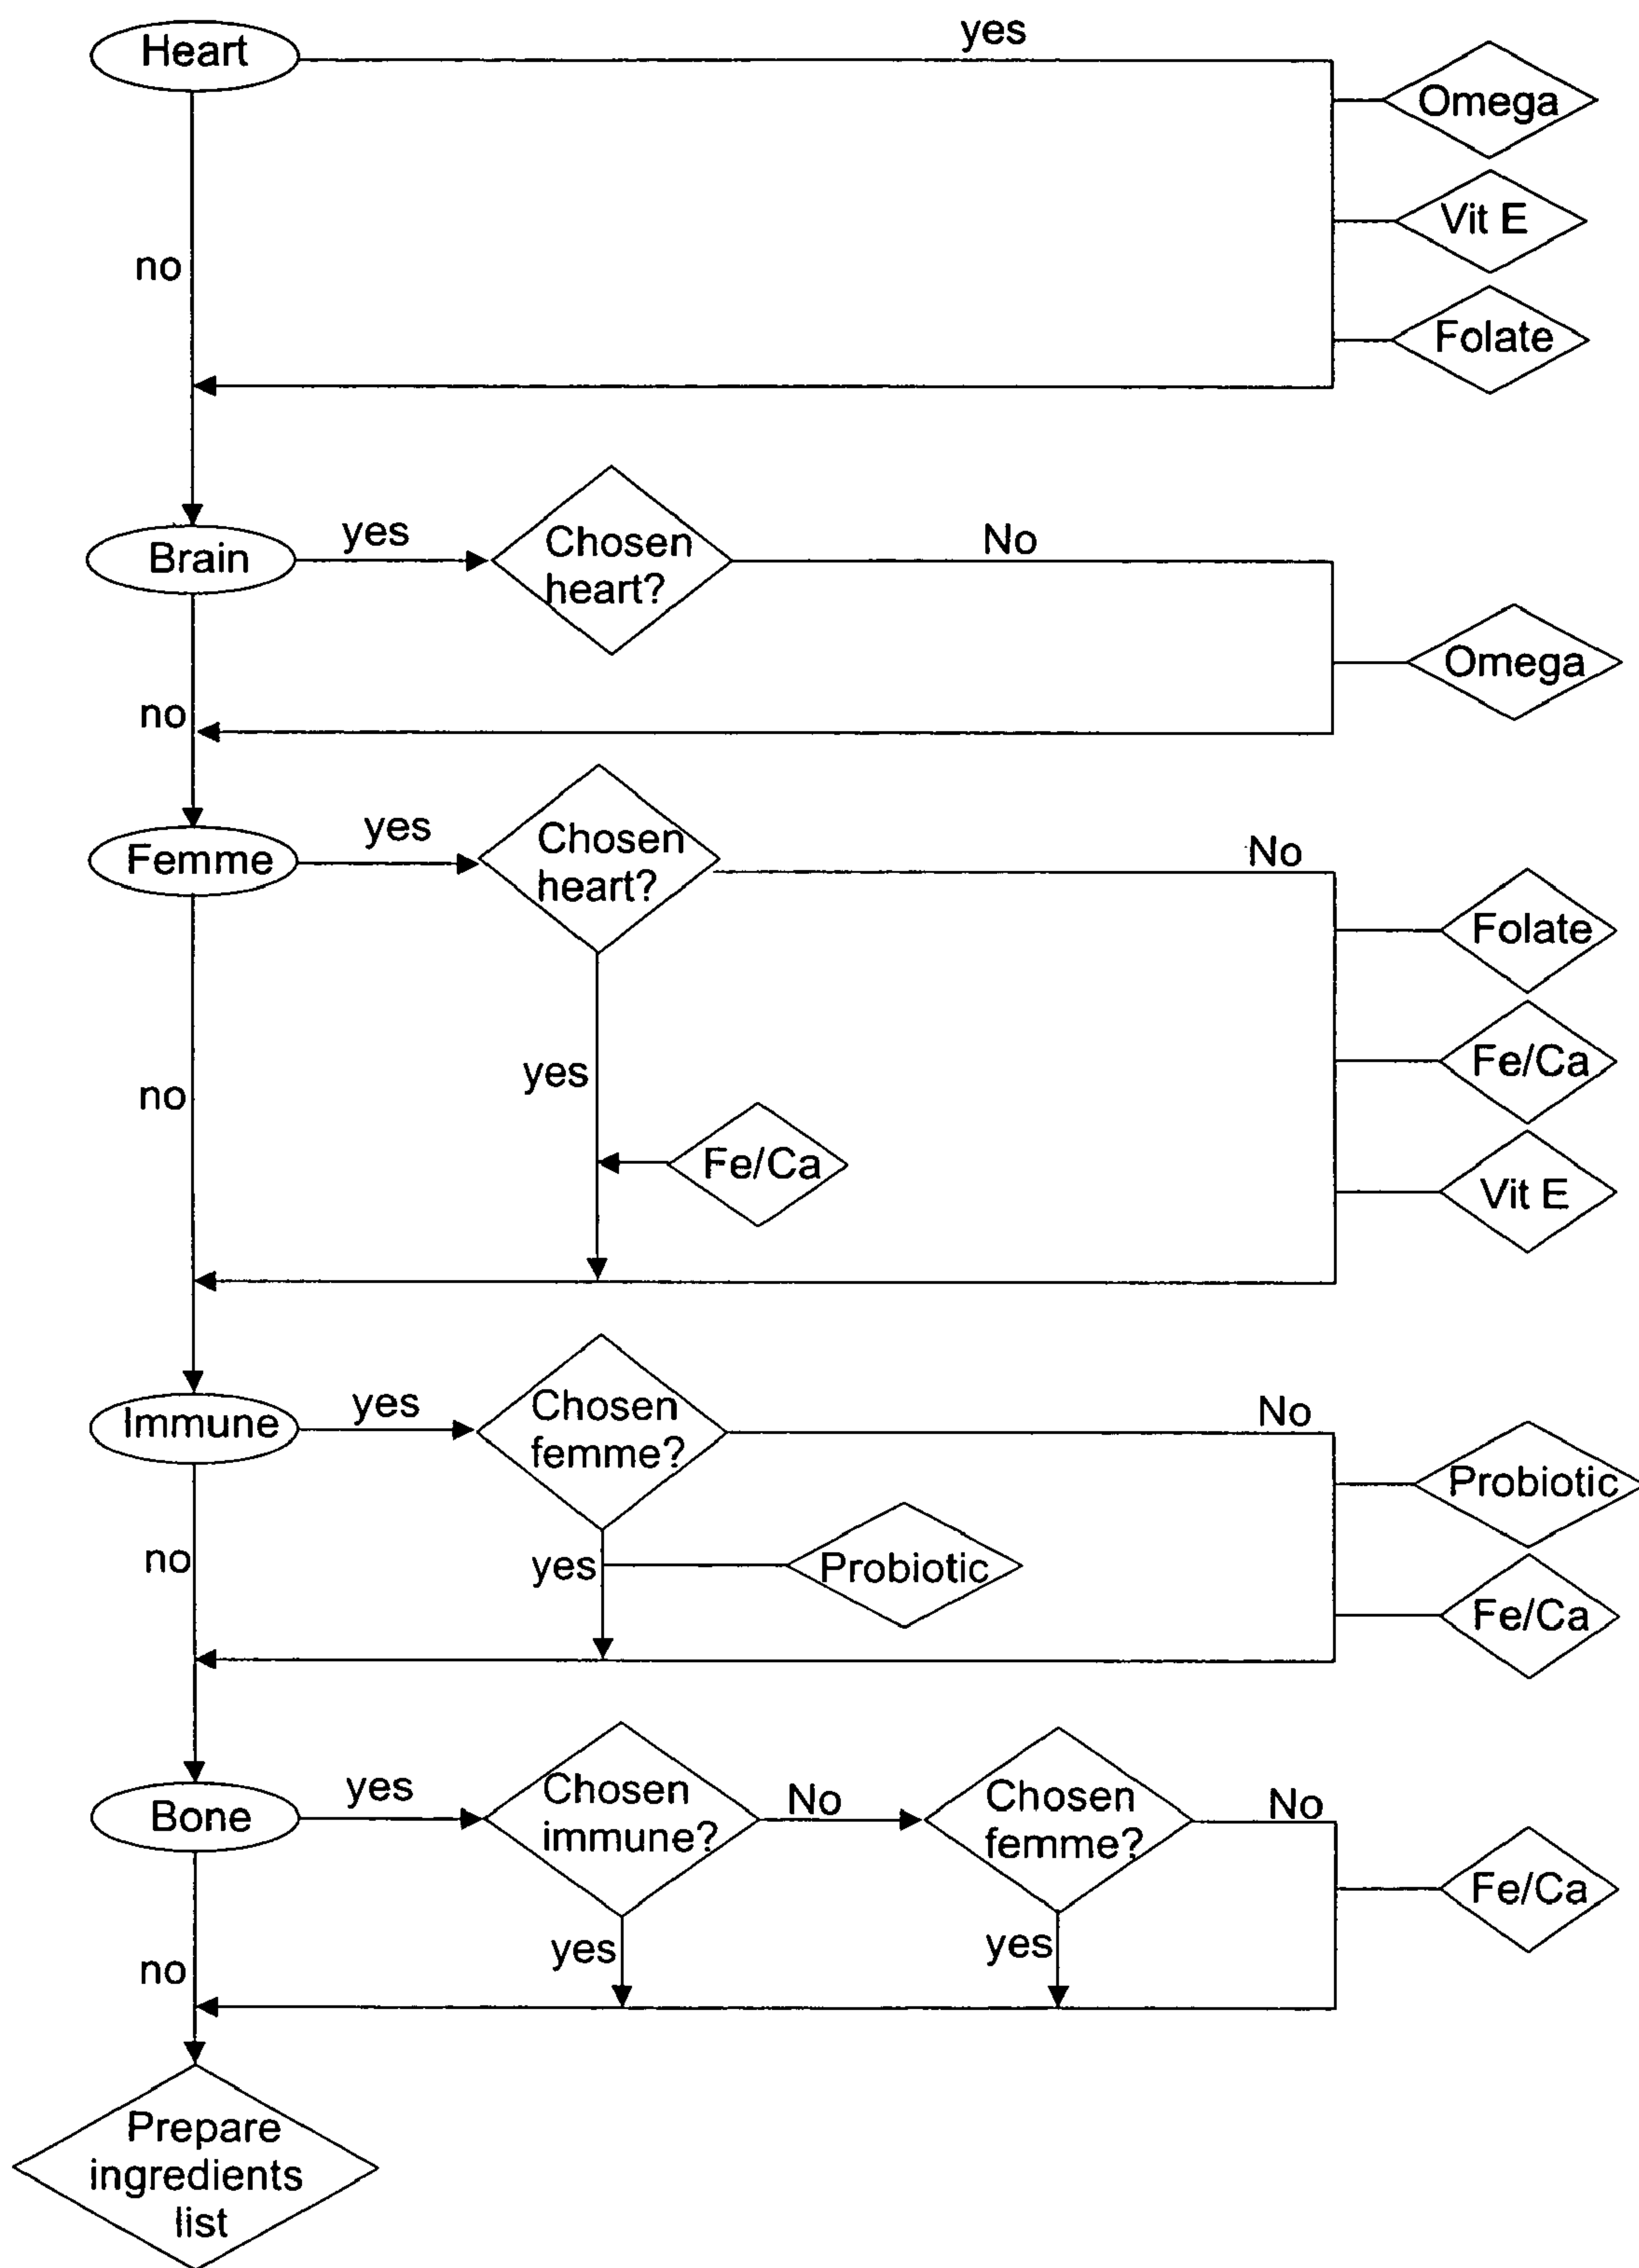 Heart
yes
Omega
Vit E
no
Folate
Brain
yes
Chosen
heart?
No
Omega
no
Femme
yes
Chosen
heart?
No
Folate
no
yes
Fe/Ca
Fe/Ca
Vit E
Immune
yes
Chosen
femme?
No
Probiotic
no
yes
Probiotic
Fe/Ca
Bone
yes
Chosen
immune?
No
Chosen
femme?
No
Fe/Ca
no
yes
yes
Prepare
ingredients
list